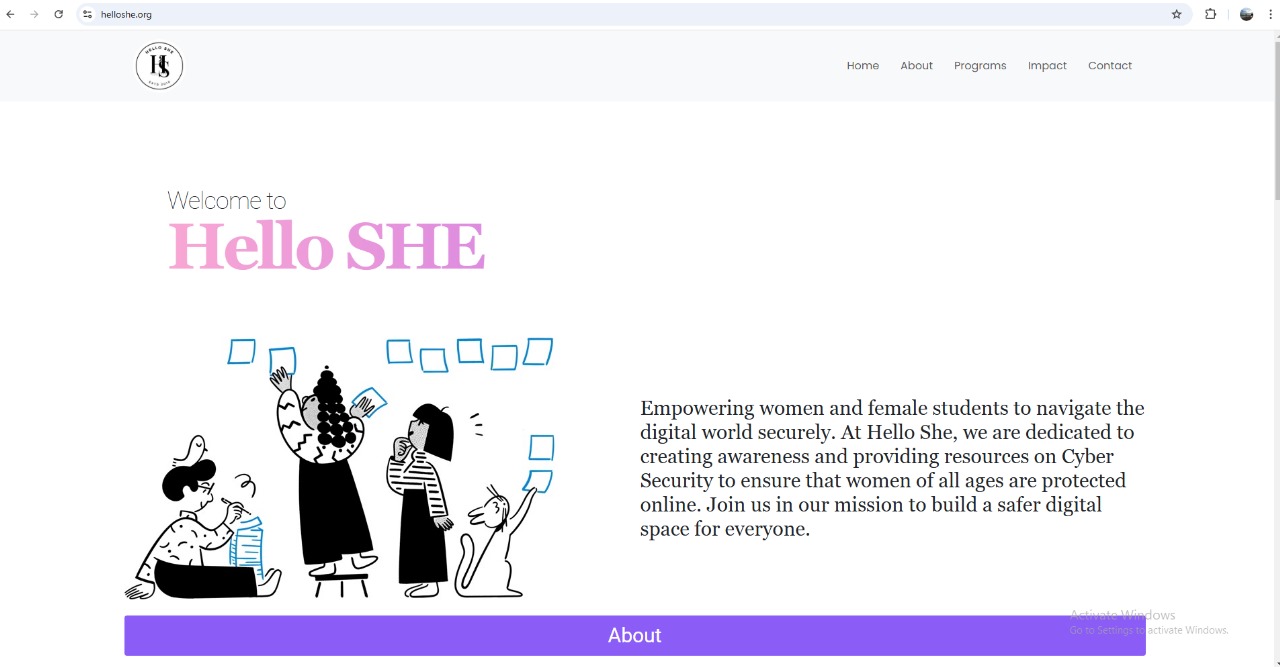 helloshe.org
HELLO SHE
HS
Home About Programs Impact Contact
Welcome to
Hello SHE
Empowering women and female students to navigate the
digital world securely. At Hello She, we are dedicated to
creating awareness and providing resources on Cyber
Security to ensure that women of all ages are protected
online. Join us in our mission to build a safer digital
space for everyone.
About
Activate Windows
Go to Settings to activate Windows.